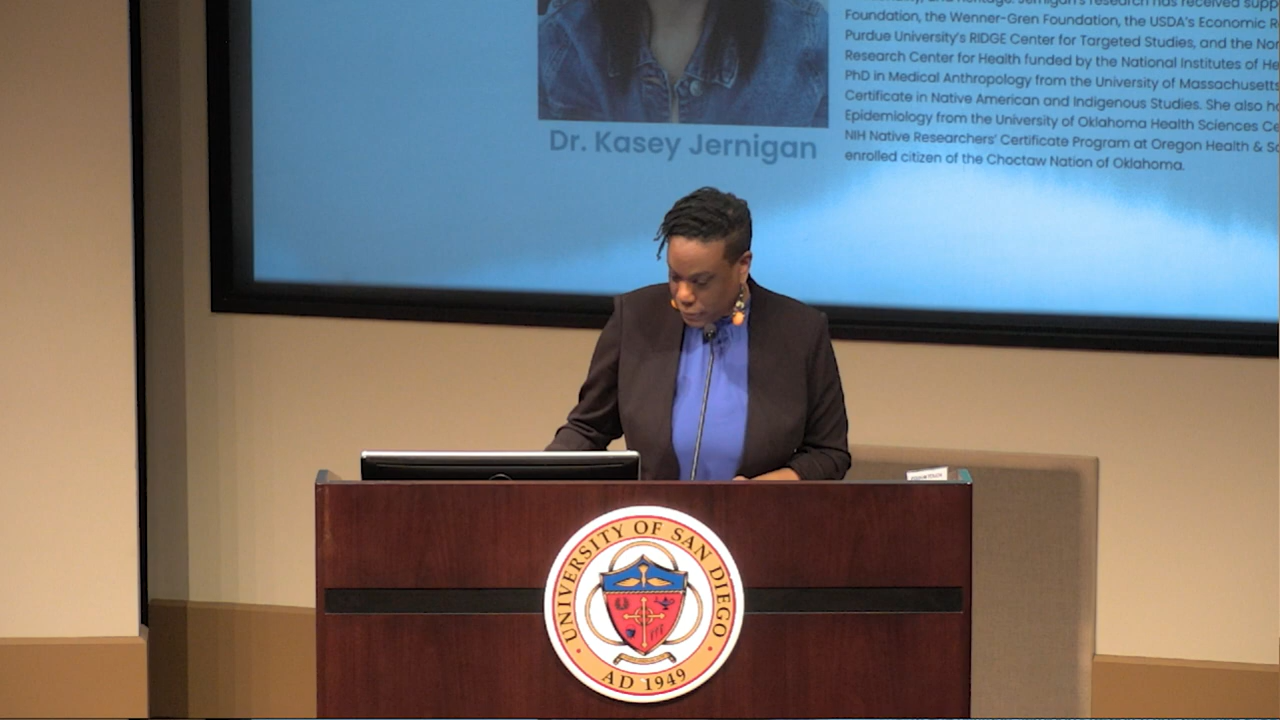 Foundation, the Wenner-Gren Foundation, the USDA's Economic
Purdue University's RIDGE Center for Targeted Studies, and the
Research Center for Health funded by the National Institutes of
PhD in Medical Anthropology from the University of Massachusetts
Certificate in Native American and Indigenous Studies. She also
Epidemiology from the University of Oklahoma Health Sciences
NIH Native Researchers' Certificate Program at Oregon Health &
enrolled citizen of the Choctaw Nation of Oklahoma.
Dr. Kasey Jernigan
UNIVERSITY OF SAN DIEGO
AD 1949